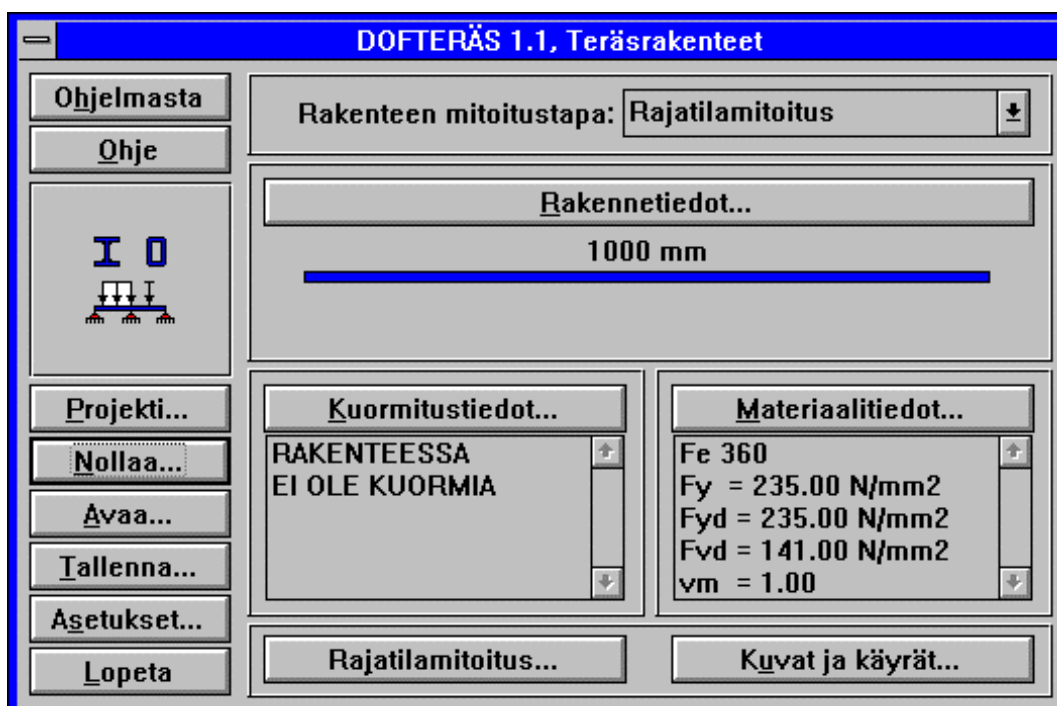 DOFTERÄS 1.1, Teräsrakenteet
Ohjelmasta
Ohje
Rakenteen mitoitustapa: Rajatilamitoitus
Rakennetiedot...
1000 mm
Projekti...
Nollaa...
Avaa...
Tallenna...
Asetukset...
Lopeta
Kuormitustiedot...
RAKENTEESSA
EI OLE KUORMIA
Materiaalitiedot...
Fe 360
Fy = 235.00 N/mm2
Fyd = 235.00 N/mm2
Fvd = 141.00 N/mm2
vm = 1.00
Rajatilamitoitus...
Kuvat ja käyrät...